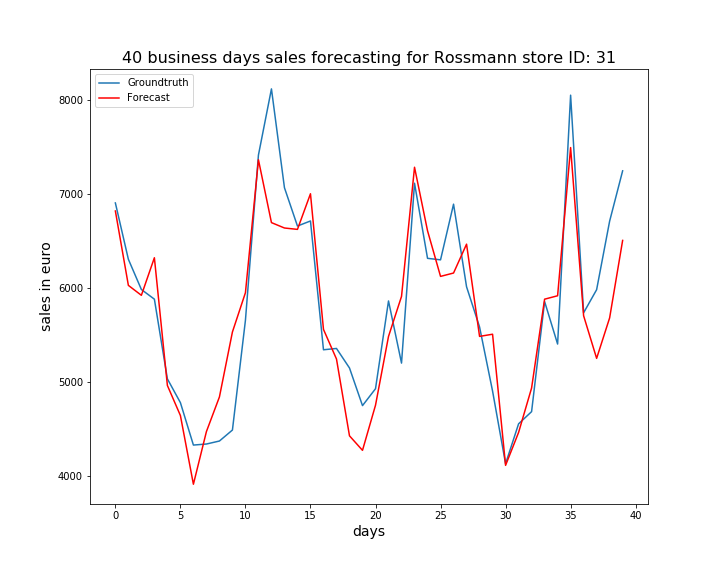 40 business days sales forecasting for Rossmann store ID: 31
Groundtruth
Forecast
8000
7000
6000
5000
4000
sales in euro
0 5 10 15 20 25 30 35 40
days